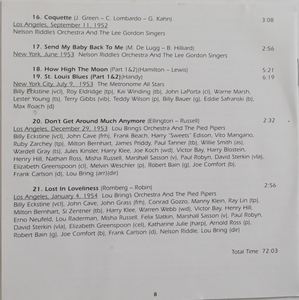 16. Coquette (J. Green - C. Lombardo - G. Kahn) 3:08
Los Angeles, September 11, 1952
Nelson Riddle's Orchestra And The Lee Gordon Singers
17. Send My Baby Back To Me (M. De Lugg - B. Hilliard) 2:56
New York, June 1953 Nelson Riddle's Orchestra And The Lee Gordon Singers
18. How High The Moon (Part 1&2)(Hamilton - Lewis) 5:21
19. St. Louis Blues (Part 1&2)(Handy) 6:19
New York City, July 9, 1953 The Metronome All Stars
Billy Eckstine (vcl), Roy Eldridge (tp), Kai Winding (tb), John LaPorta (cl), Warne Marsh,
Lester Young (ts), Terry Gibbs (vib), Teddy Wilson (p), Billy Bauer (g), Eddie Safranski (b),
Max Roach (d)
20. Don't Get Around Much Anymore (Ellington - Russell) 2:32
Los Angeles, December 29, 1953 Lou Brings Orchestra And The Pied Pipers
Billy Eckstine (vcl), John Cave, John Graas (fhr), Frank Beach, Harry 'Sweets' Edison, Vito Mangano,
Ruby Zarchey (tp), Milton Bernhart, James Priddy, Paul Tanner (tb), Willie Smith (as),
Wardell Gray (ts), Jules Kinsler, Harry Klee, Joe Koch (wd), Victor Bay, Harry Bluestein,
Henry Hill, Nathan Ross, Misha Russell, Marshall Sasson (v), Paul Robyn, David Sterkin (vla),
Elizabeth Greenspoon (cl), Melvin Weschler (p), Robert Bain (g), Joe Comfort (b),
Frank Carlson (d), Lou Bring (arr)(dir)
21. Lost In Loveliness (Romberg - Robin) 2:56
Los Angeles, January 4, 1954 Lou Brings Orchestra And The Pied Pipers
Billy Eckstine (vcl), John Cave, John Grass (fhr), Conrad Gozzo, Manny Klein, Ray Lin (tp),
Milton Bernhart, Si Zentner (tb), Harry Klee, Warren Webb (wd), Victor Bay, Henry Hill,
Erno Neufeld, Lou Raderman, Misha Russell, Felix Slatkin, Marshall Sasson (v), Paul Robyn,
David Sterkin (vla), Elizabeth Greenspoon (cel), Katharine Julie (harp), Arnold Ross (p),
Robert Bain (g), Joe Comfort (b), Frank Carlson (d), Nelson Riddle, Lou Bring (dir)
Total Time 72:03
8